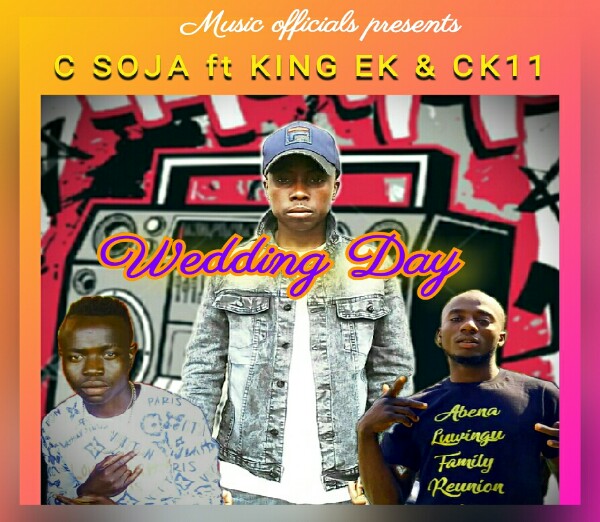 Music officials presents
C SOJA ft KING EK & CK11
Wedding Day
PARIS
Abena
Luwingu
Family
Reunion